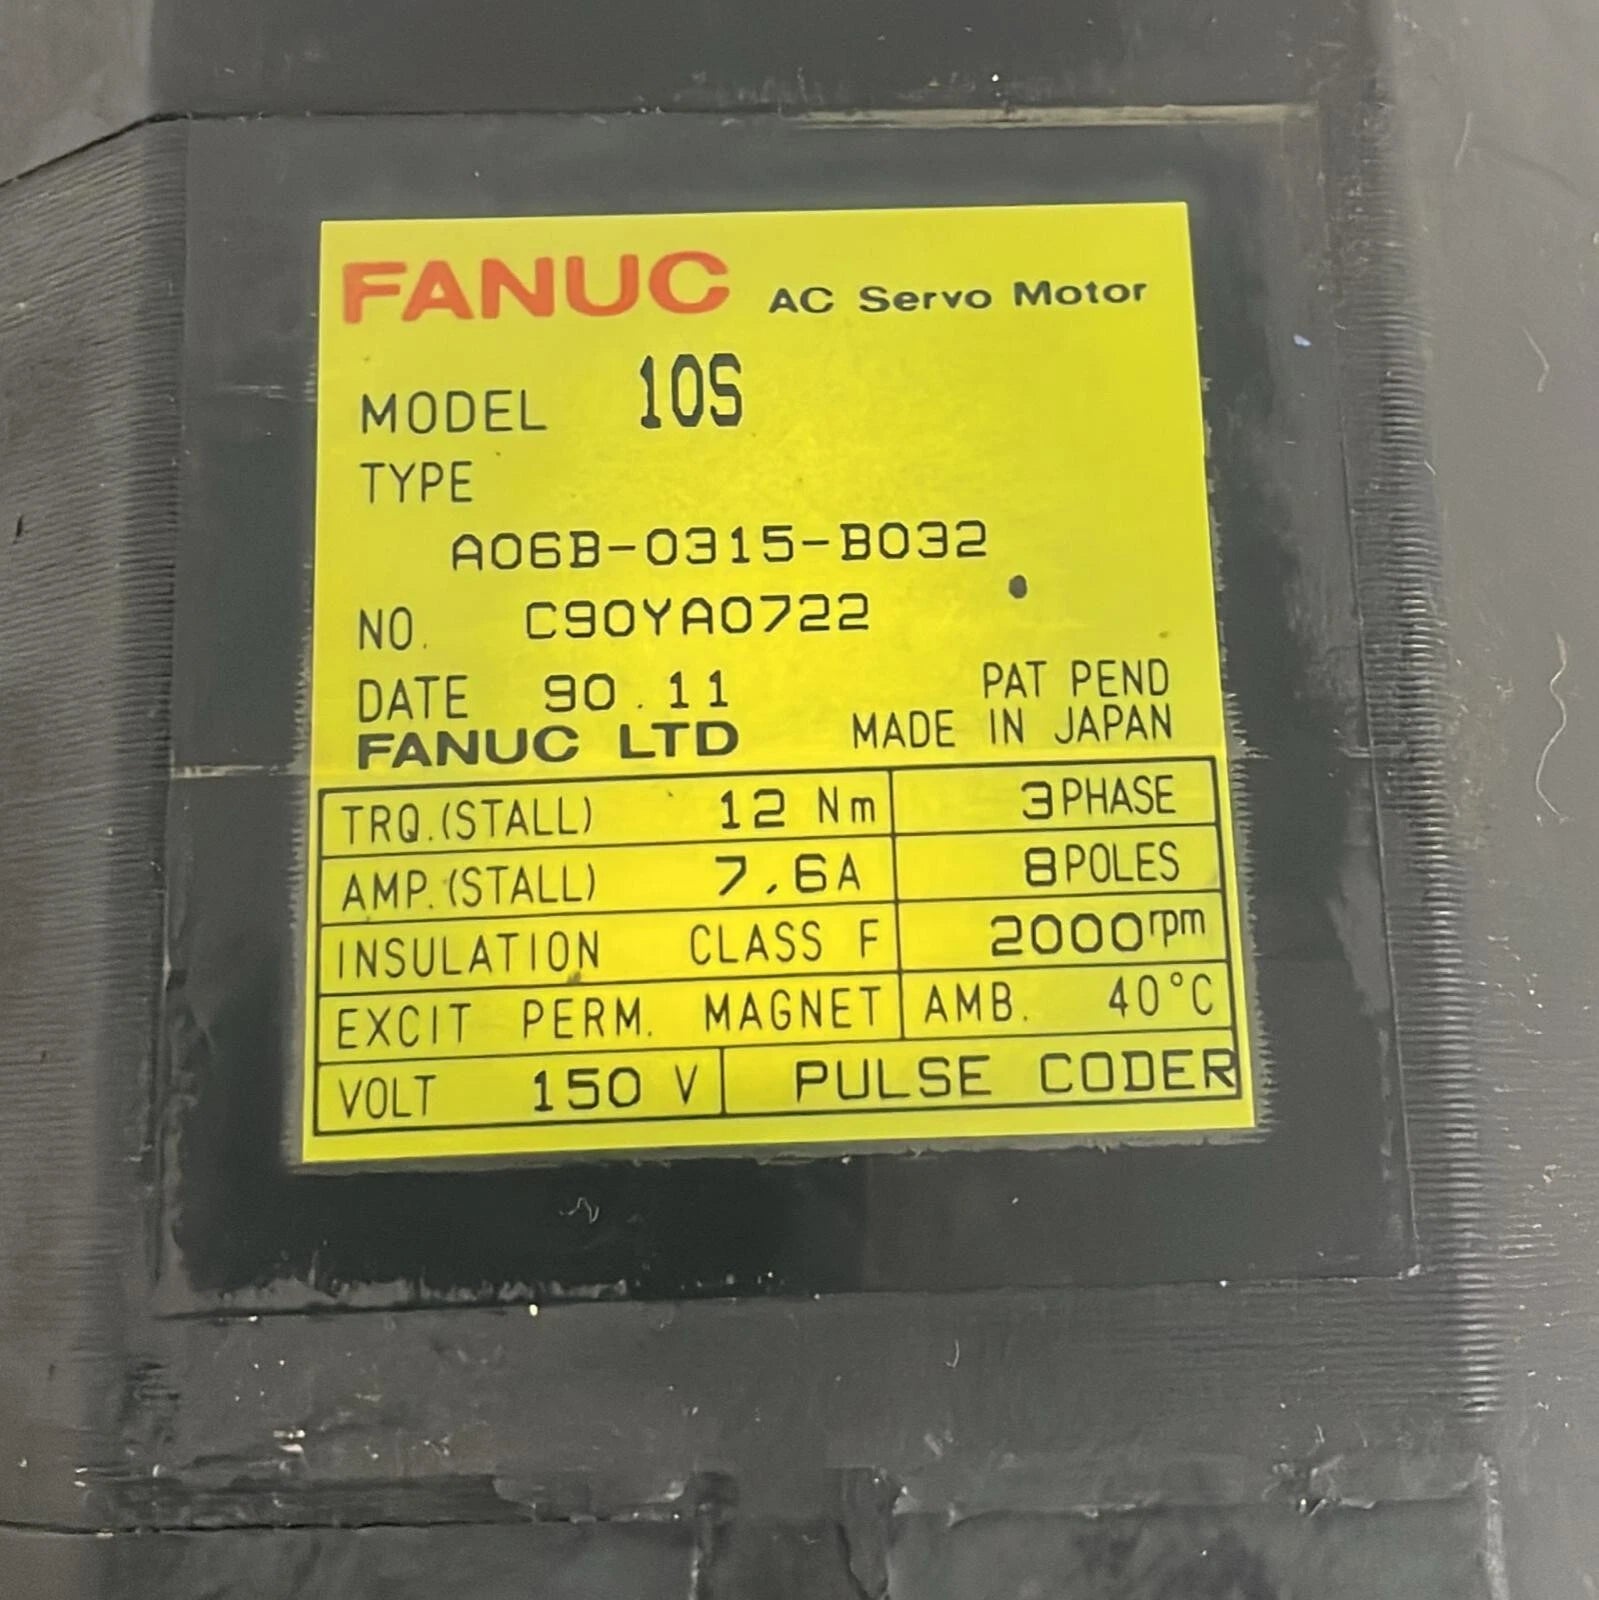 FANUC AC Servo Motor
MODEL 10S
TYPE
A06B-0315-B032
NO. C90YA0722
DATE 90.11 PAT PEND
FANUC LTD MADE IN JAPAN
TRQ.(STALL) 12 Nm 3PHASE
AMP.(STALL) 7.6A 8POLES
INSULATION CLASS F 2000rpm
EXCIT PERM. MAGNET AMB. 40°C
VOLT 150 V PULSE CODER